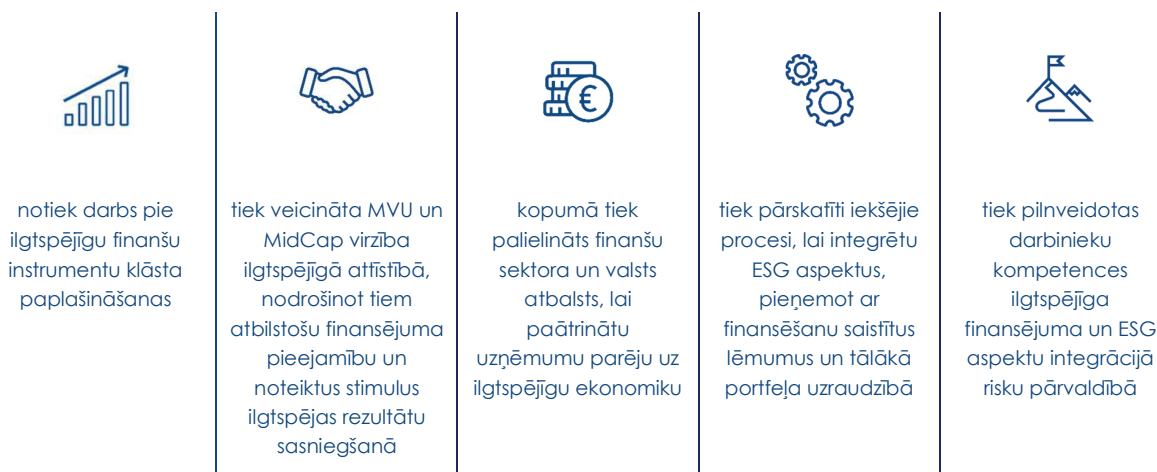 notiek darbs pie
ilgtspējīgu finanšu
instrumentu klāsta
paplašināšanas
tiek veicināta MVU un
MidCap virzība
ilgtspējīgā attīstībā,
nodrošinot tiem
atbilstošu finansējuma
pieejamību un
noteiktus stimulus
ilgtspējas rezultātu
sasniegšanā
kopumā tiek
palielināts finanšu
sektora un valsts
atbalsts, lai
paātrinātu
uzņēmumu parēju uz
ilgtspējīgu ekonomiku
tiek pārskatīti iekšējie
procesi, lai integrētu
ESG aspektus,
pieņemot ar
finansēšanu saistītus
lēmumus un tālākā
portfeļa uzraudzībā
tiek pilnveidotas
darbinieku
kompetences
ilgtspējīga
finansējuma un ESG
aspektu integrācijā
risku pārvaldībā